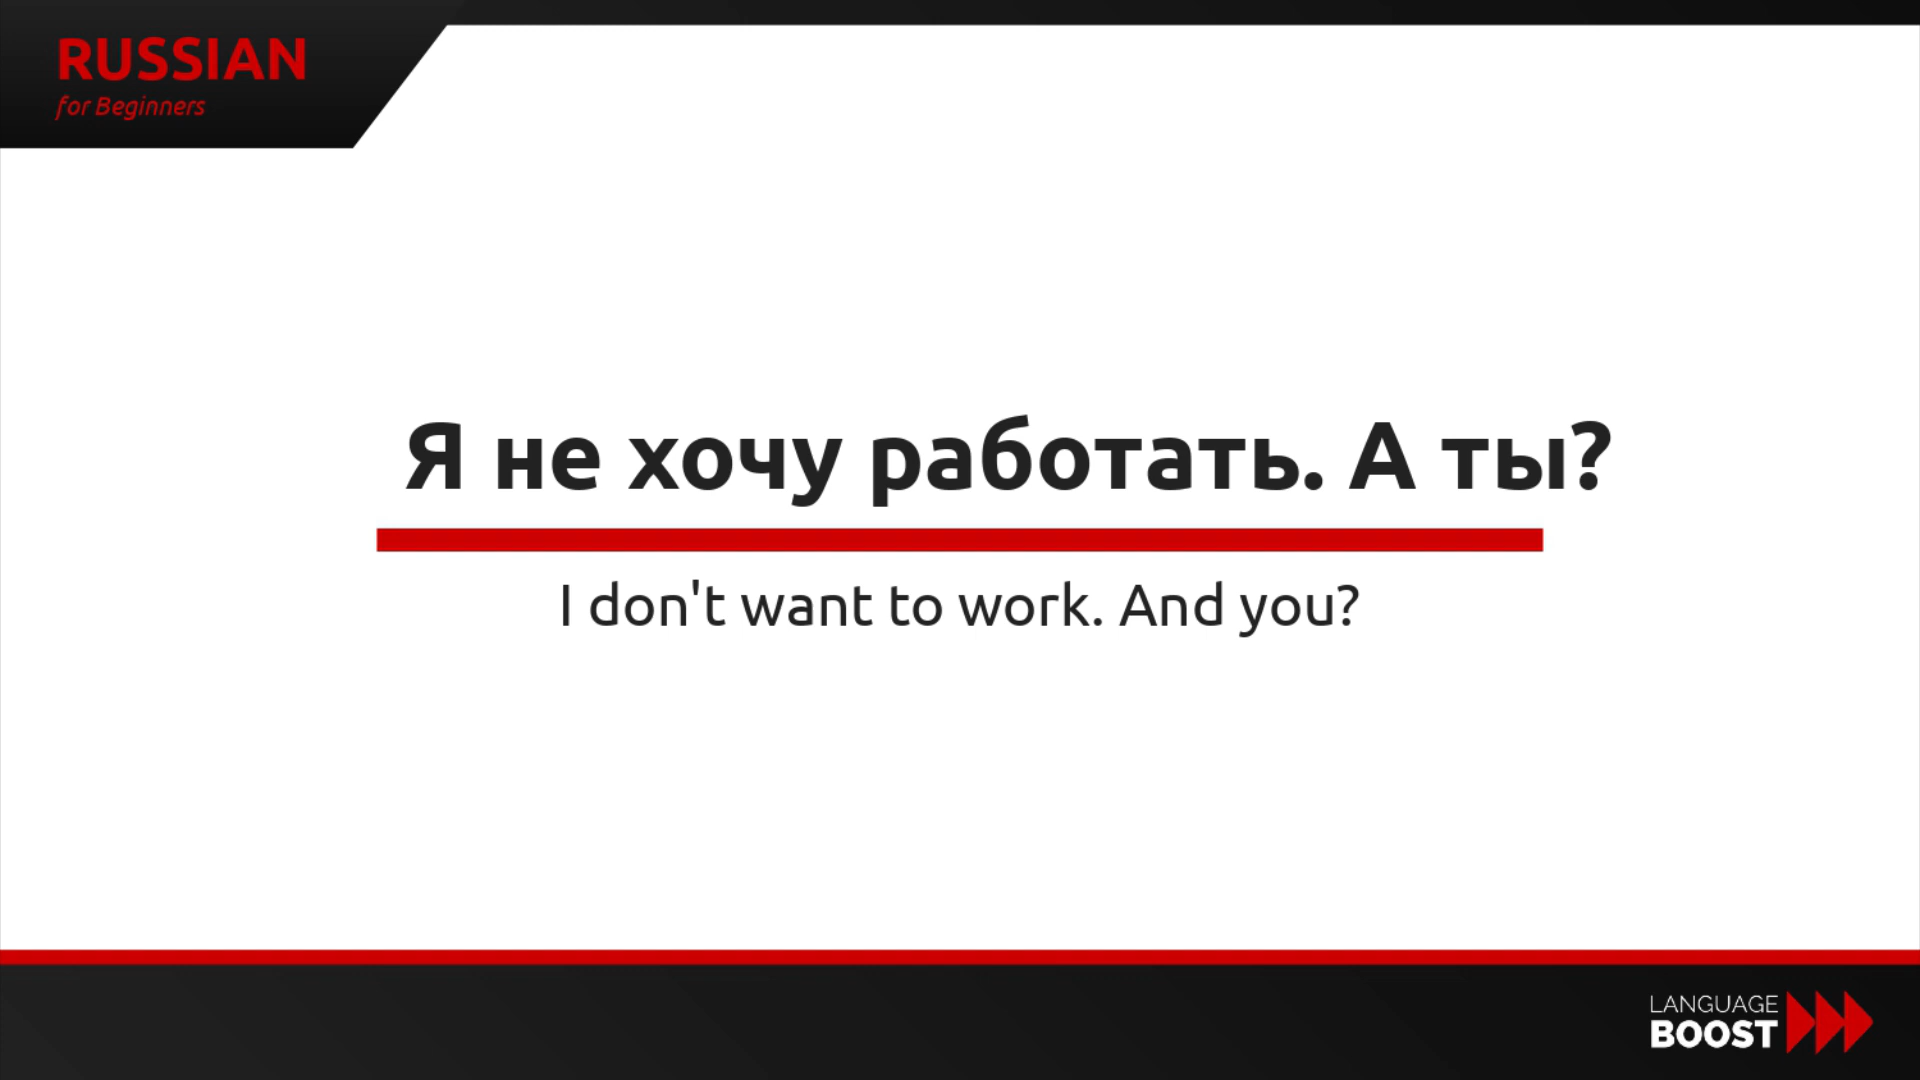 RUSSIAN
for Beginners
Я не хочу работать. А ты?
I don't want to work. And you?
LANGUAGE
BOOST